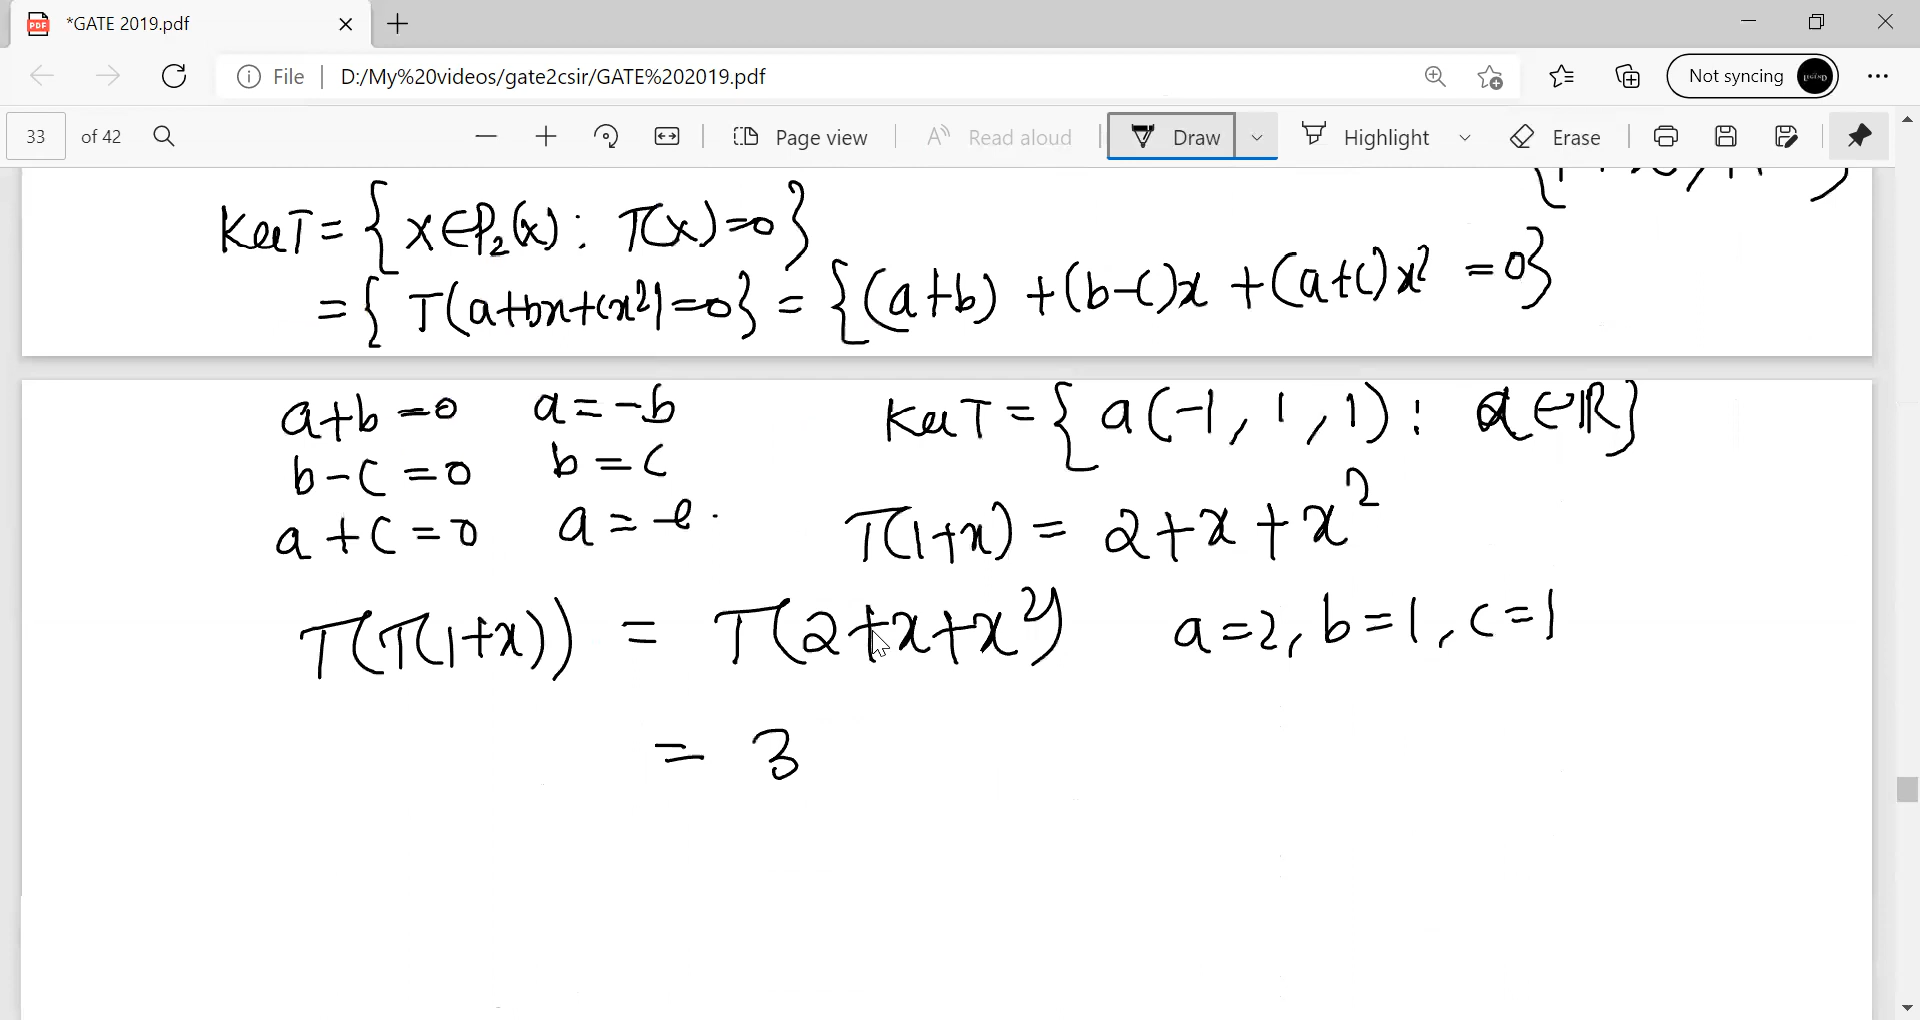 *GATE 2019.pdf
File | D:/My%20videos/gate2csir/GATE%202019.pdf
Not syncing
33 of 42
Page view
Read aloud
Draw
Highlight
Erase
Ker T = { x ∈ P₂(x) : T(x) = 0 }
= { T(a+bx+cx²) = 0 } = { (a+b) + (b-c)x + (a+c)x² = 0 }
a+b = 0 a = -b Ker T = { a(-1, 1, 1) : a ∈ ℝ }
b-c = 0 b = c
a+c = 0 a = -c . T(1+x) = 2+x+x²
T(T(1+x)) = T(2+x+x²) a=2, b=1, c=1
= 3